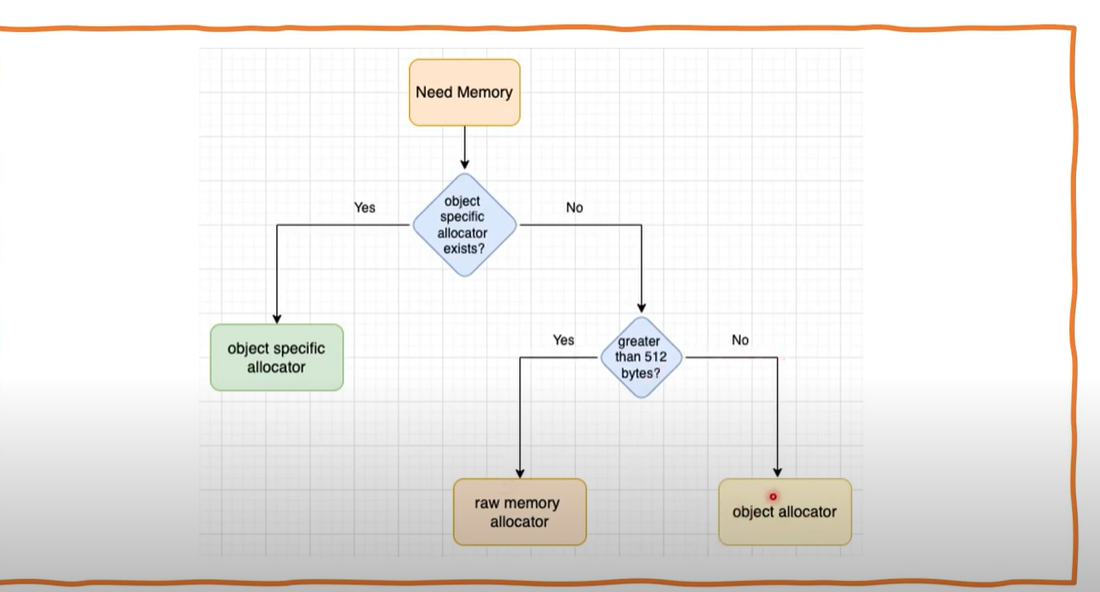 Need Memory
object
specific
allocator
exists?
Yes
No
object specific
allocator
greater
than 512
bytes?
Yes
No
raw memory
allocator
object allocator